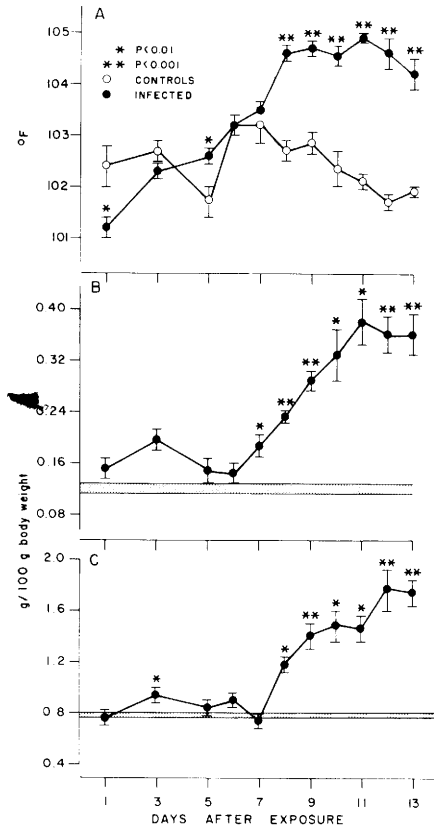 A
105
104
103
102
101
°F
* P<0.01
** P<0.001
○ CONTROLS
● INFECTED
*
*
** ** ** ** ** **
B
0.40
0.32
0.24
0.16
0.08
* ** ** * * ** **
C
2.0
1.6
1.2
0.8
0.4
* * ** * * ** **
g/100 g body weight
1 3 5 7 9 11 13
DAYS AFTER EXPOSURE